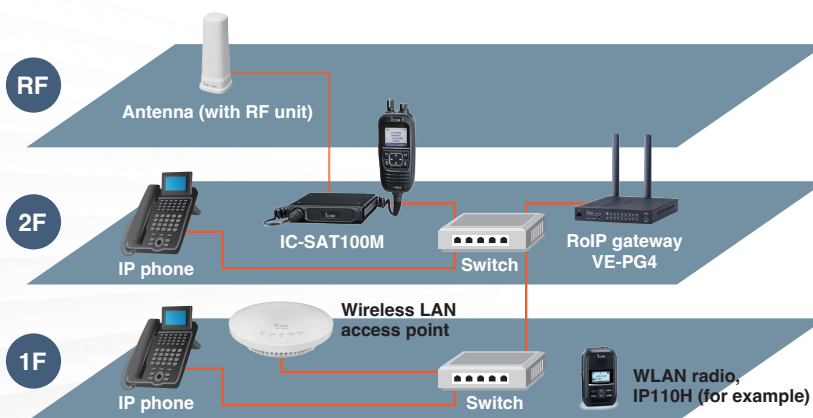 RF
Antenna (with RF unit)
2F
IP phone
IC-SAT100M
Switch
RoIP gateway
VE-PG4
1F
IP phone
Wireless LAN
access point
Switch
WLAN radio,
IP110H (for example)